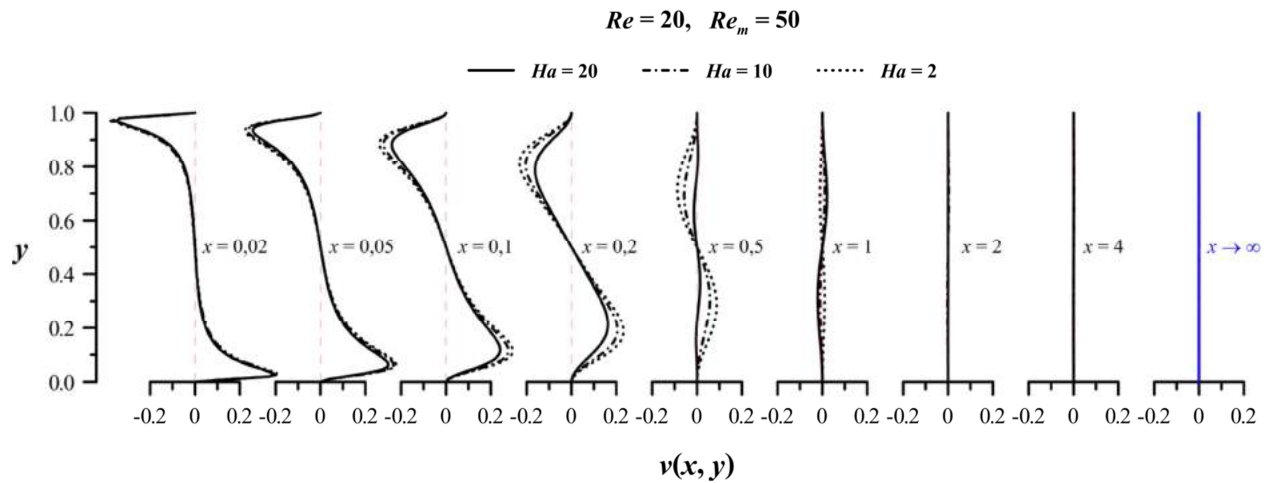 Re = 20, Re_m = 50
Ha = 20 Ha = 10 Ha = 2
1.0
0.8
0.6
y
0.4
0.2
0.0
x = 0,02 x = 0,05 x = 0,1 x = 0,2 x = 0,5 x = 1 x = 2 x = 4 x → ∞
-0.2 0 0.2 -0.2 0 0.2 -0.2 0 0.2 -0.2 0 0.2 -0.2 0 0.2 -0.2 0 0.2 -0.2 0 0.2 -0.2 0 0.2 -0.2 0 0.2
v(x, y)